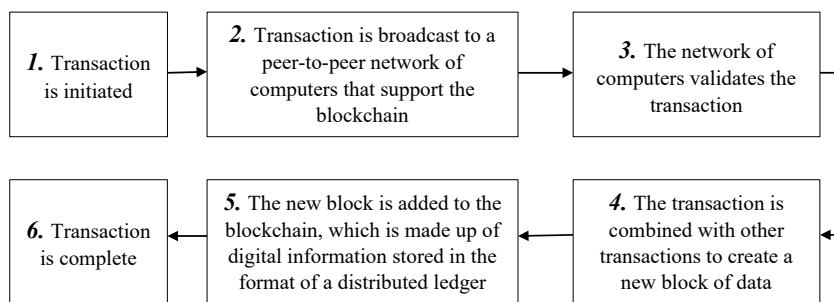 1. Transaction
is initiated
2. Transaction is broadcast to a
peer-to-peer network of
computers that support the
blockchain
3. The network of
computers validates the
transaction
4. The transaction is
combined with other
transactions to create a
new block of data
5. The new block is added to the
blockchain, which is made up of
digital information stored in the
format of a distributed ledger
6. Transaction
is complete